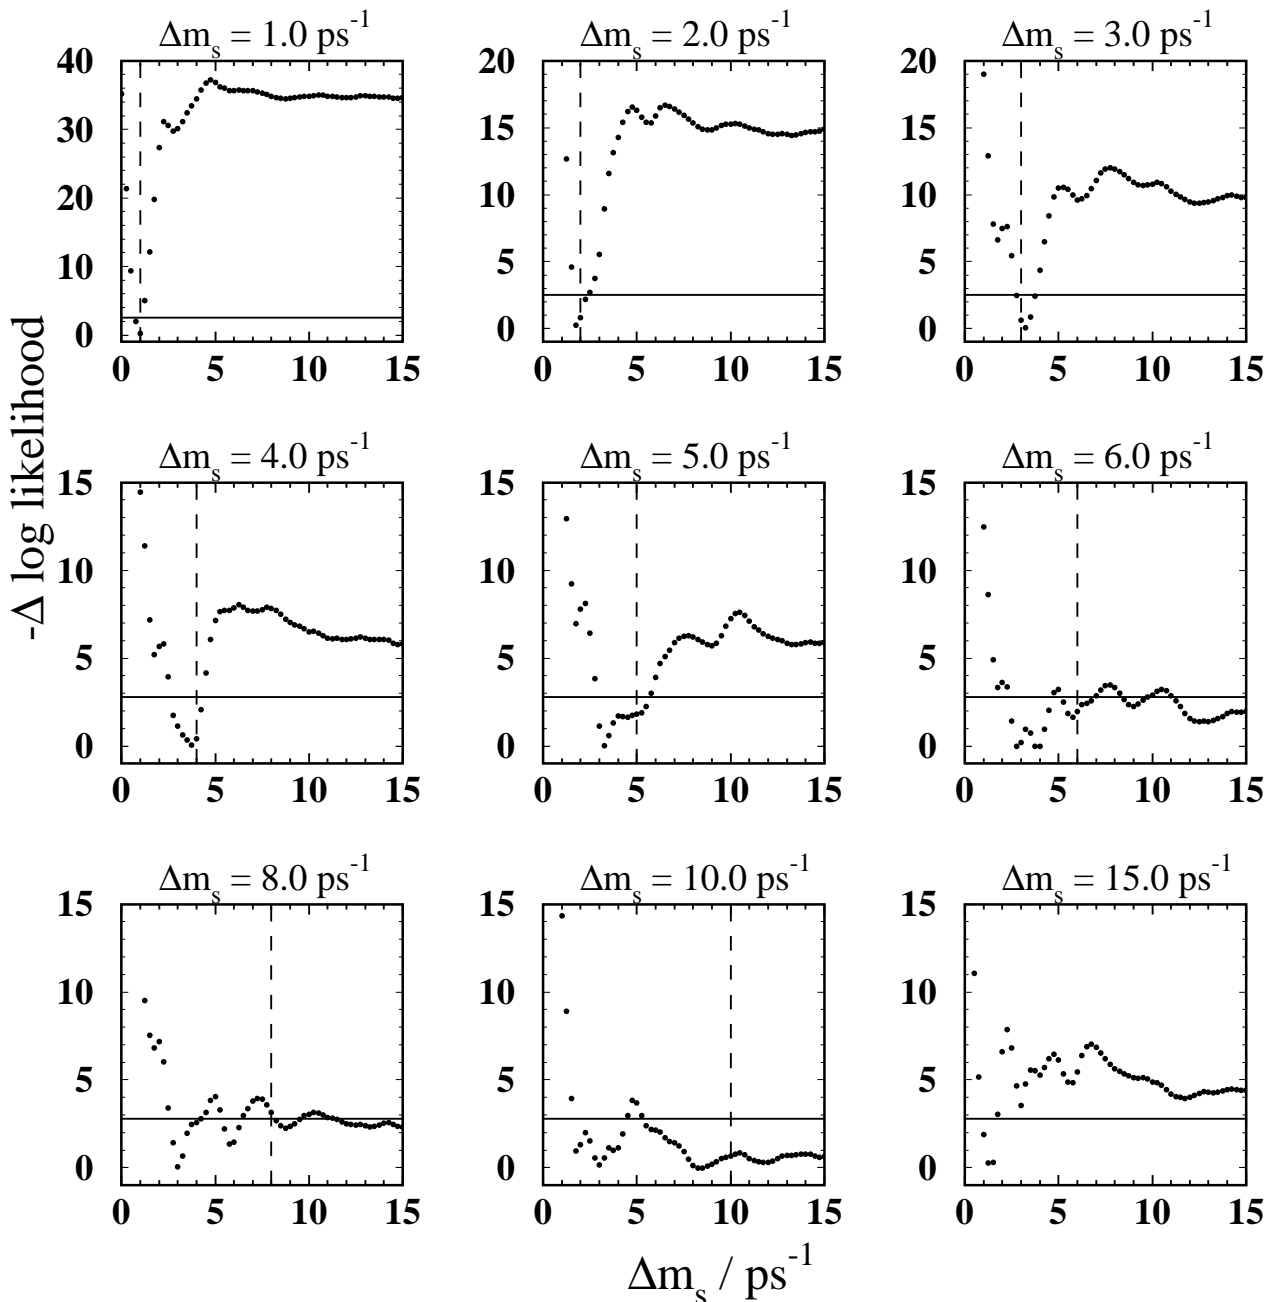 Δm_s = 1.0 ps^-1
Δm_s = 2.0 ps^-1
Δm_s = 3.0 ps^-1
40
30
20
10
0
0 5 10 15
20
15
10
5
0
0 5 10 15
20
15
10
5
0
0 5 10 15
-Δ log likelihood
Δm_s = 4.0 ps^-1
Δm_s = 5.0 ps^-1
Δm_s = 6.0 ps^-1
15
10
5
0
0 5 10 15
15
10
5
0
0 5 10 15
15
10
5
0
0 5 10 15
Δm_s = 8.0 ps^-1
Δm_s = 10.0 ps^-1
Δm_s = 15.0 ps^-1
15
10
5
0
0 5 10 15
15
10
5
0
0 5 10 15
15
10
5
0
0 5 10 15
Δm_s / ps^-1